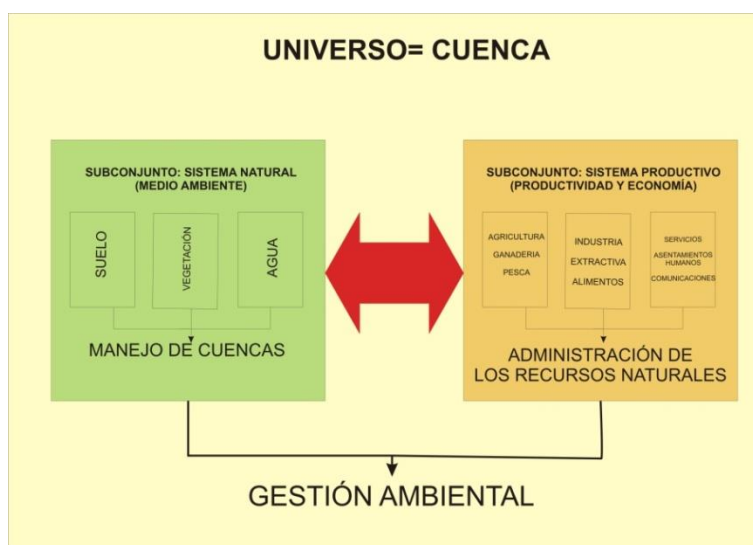 UNIVERSO= CUENCA
SUBCONJUNTO: SISTEMA NATURAL
(MEDIO AMBIENTE)
SUELO
VEGETACIÓN
AGUA
MANEJO DE CUENCAS
SUBCONJUNTO: SISTEMA PRODUCTIVO
(PRODUCTIVIDAD Y ECONOMÍA)
AGRICULTURA
GANADERIA
PESCA
INDUSTRIA
EXTRACTIVA
ALIMENTOS
SERVICIOS
ASENTAMIENTOS
HUMANOS
COMUNICACIONES
ADMINISTRACIÓN DE
LOS RECURSOS NATURALES
GESTIÓN AMBIENTAL